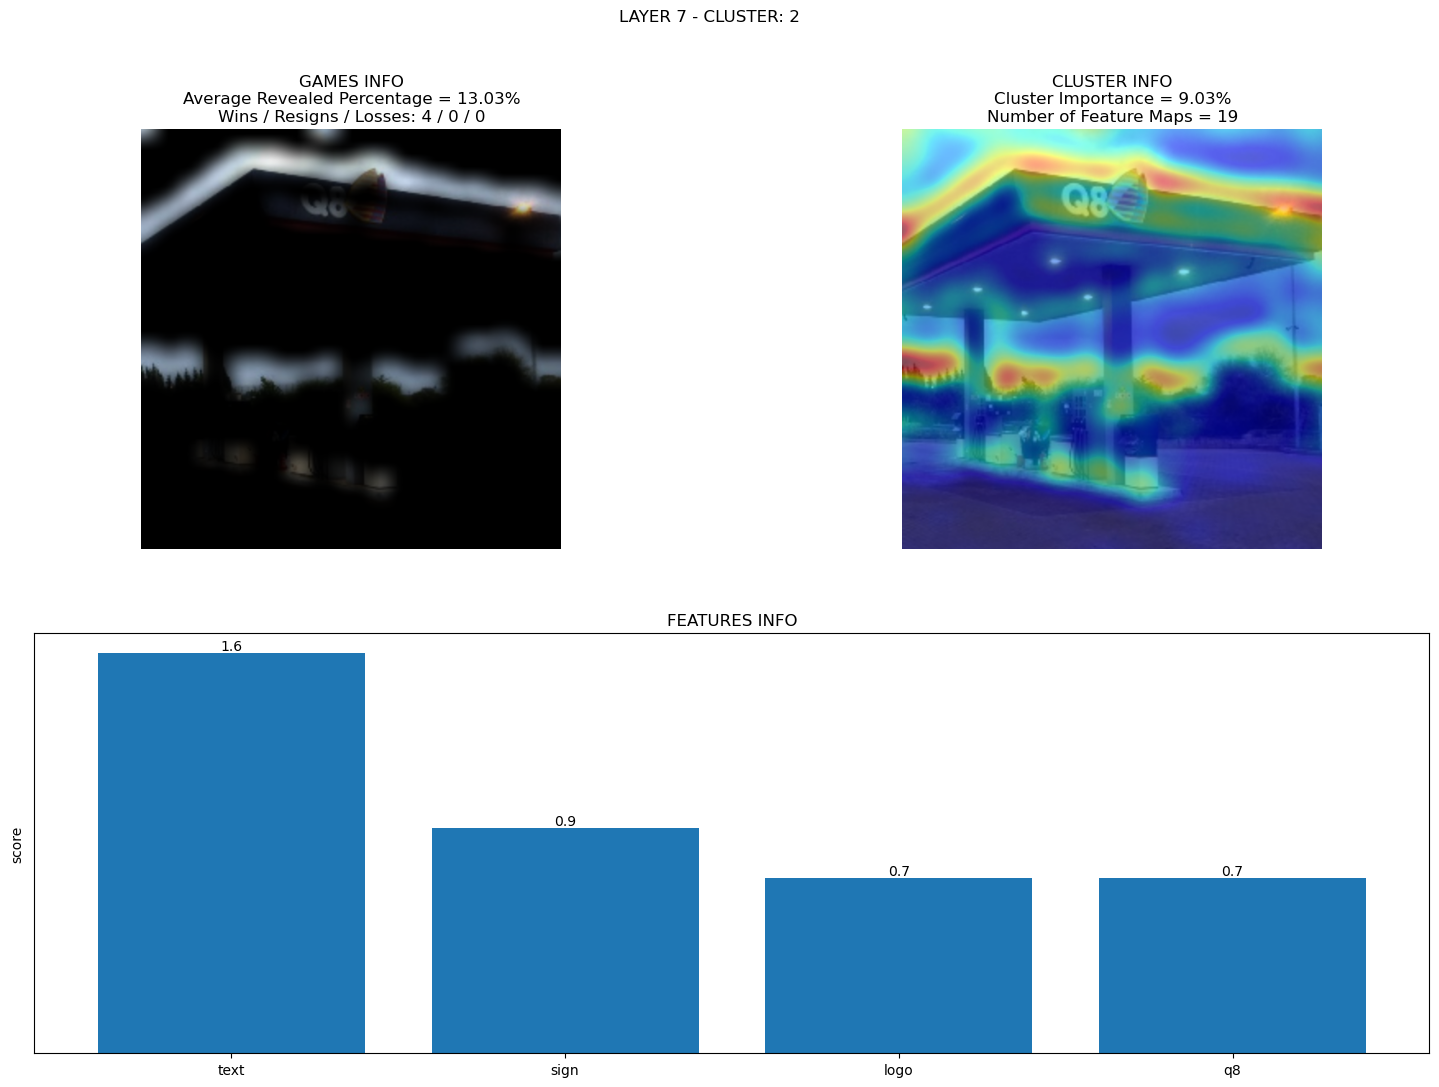 LAYER 7 - CLUSTER: 2
GAMES INFO
Average Revealed Percentage = 13.03%
Wins / Resigns / Losses: 4 / 0 / 0
CLUSTER INFO
Cluster Importance = 9.03%
Number of Feature Maps = 19
Q8
Q8
FEATURES INFO
score
1.6
0.9
0.7
0.7
text
sign
logo
q8